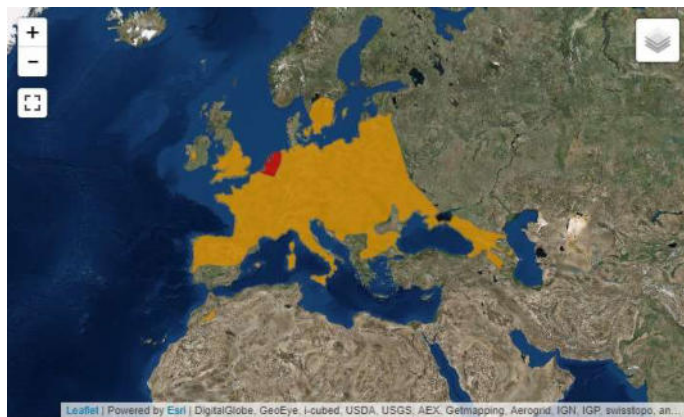 +
−
Leaflet | Powered by Esri | DigitalGlobe, GeoEye, i-cubed, USDA, USGS, AEX, Getmapping, Aerogrid, IGN, IGP, swisstopo, an...